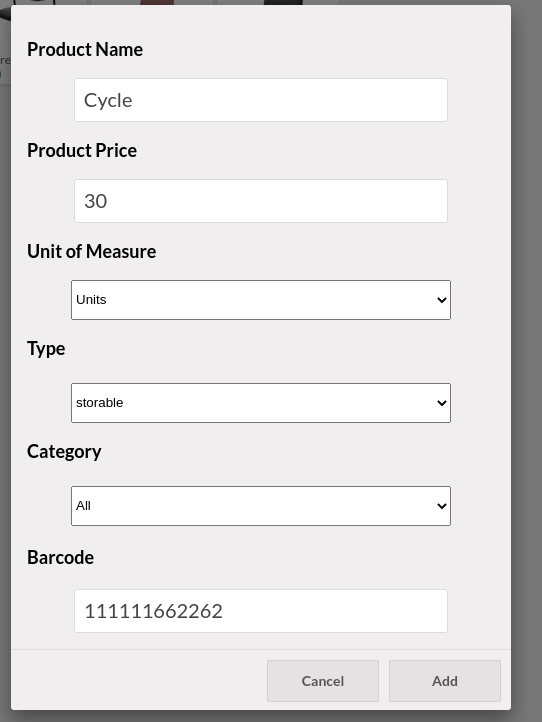 Product Name
Cycle
Product Price
30
Unit of Measure
Units
Type
storable
Category
All
Barcode
111111662262
Cancel Add